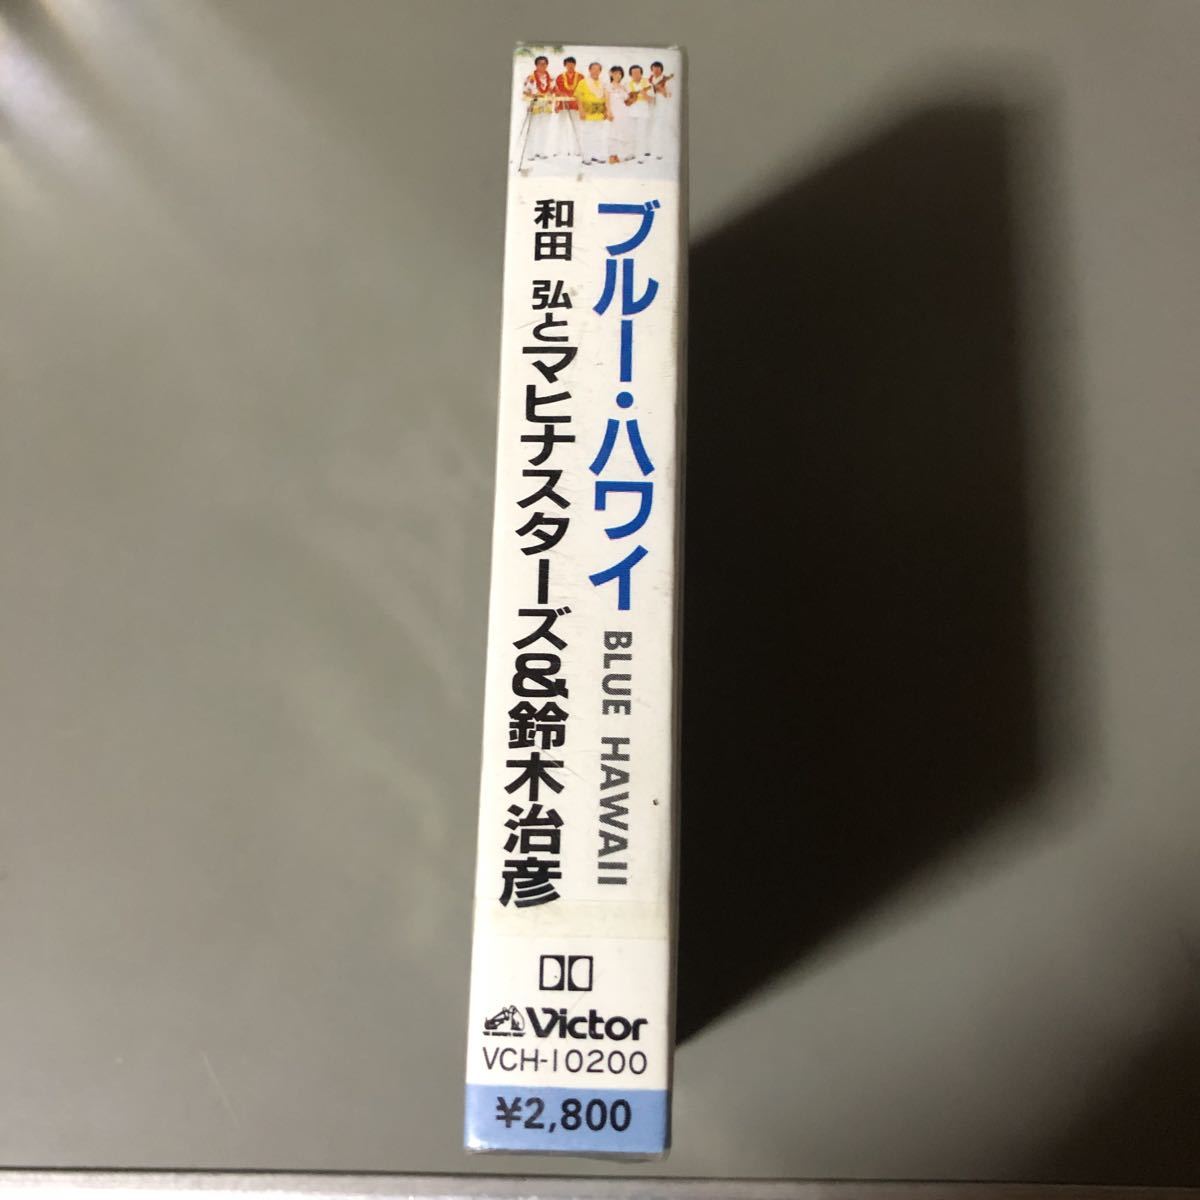 ブルー・ハワイ BLUE HAWAII
和田 弘とマヒナスターズ&鈴木治彦
Victor
VCH-10200
¥2,800